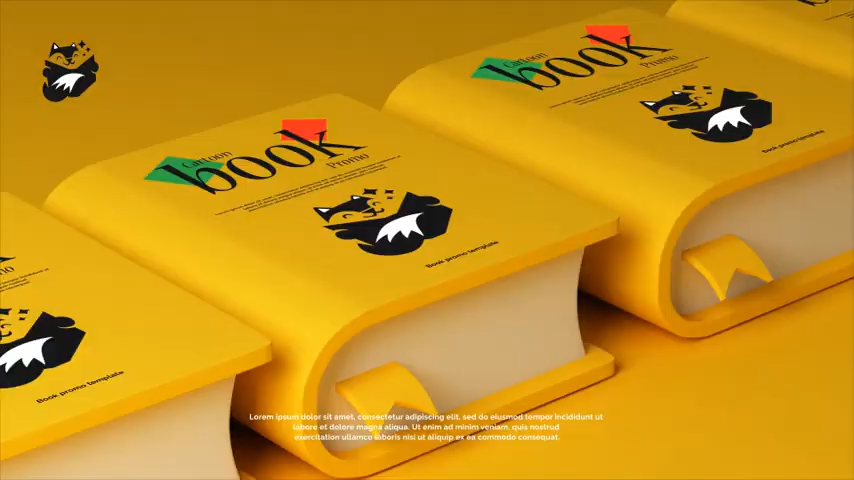 Cartoon
book
Promo
Book promo template
Cartoon
book
Promo
Book promo template
Book promo template
Lorem ipsum dolor sit amet, consectetur adipiscing elit, sed do eiusmod tempor incididunt ut
labore et dolore magna aliqua. Ut enim ad minim veniam, quis nostrud
exercitation ullamco laboris nisi ut aliquip ex ea commodo consequat.